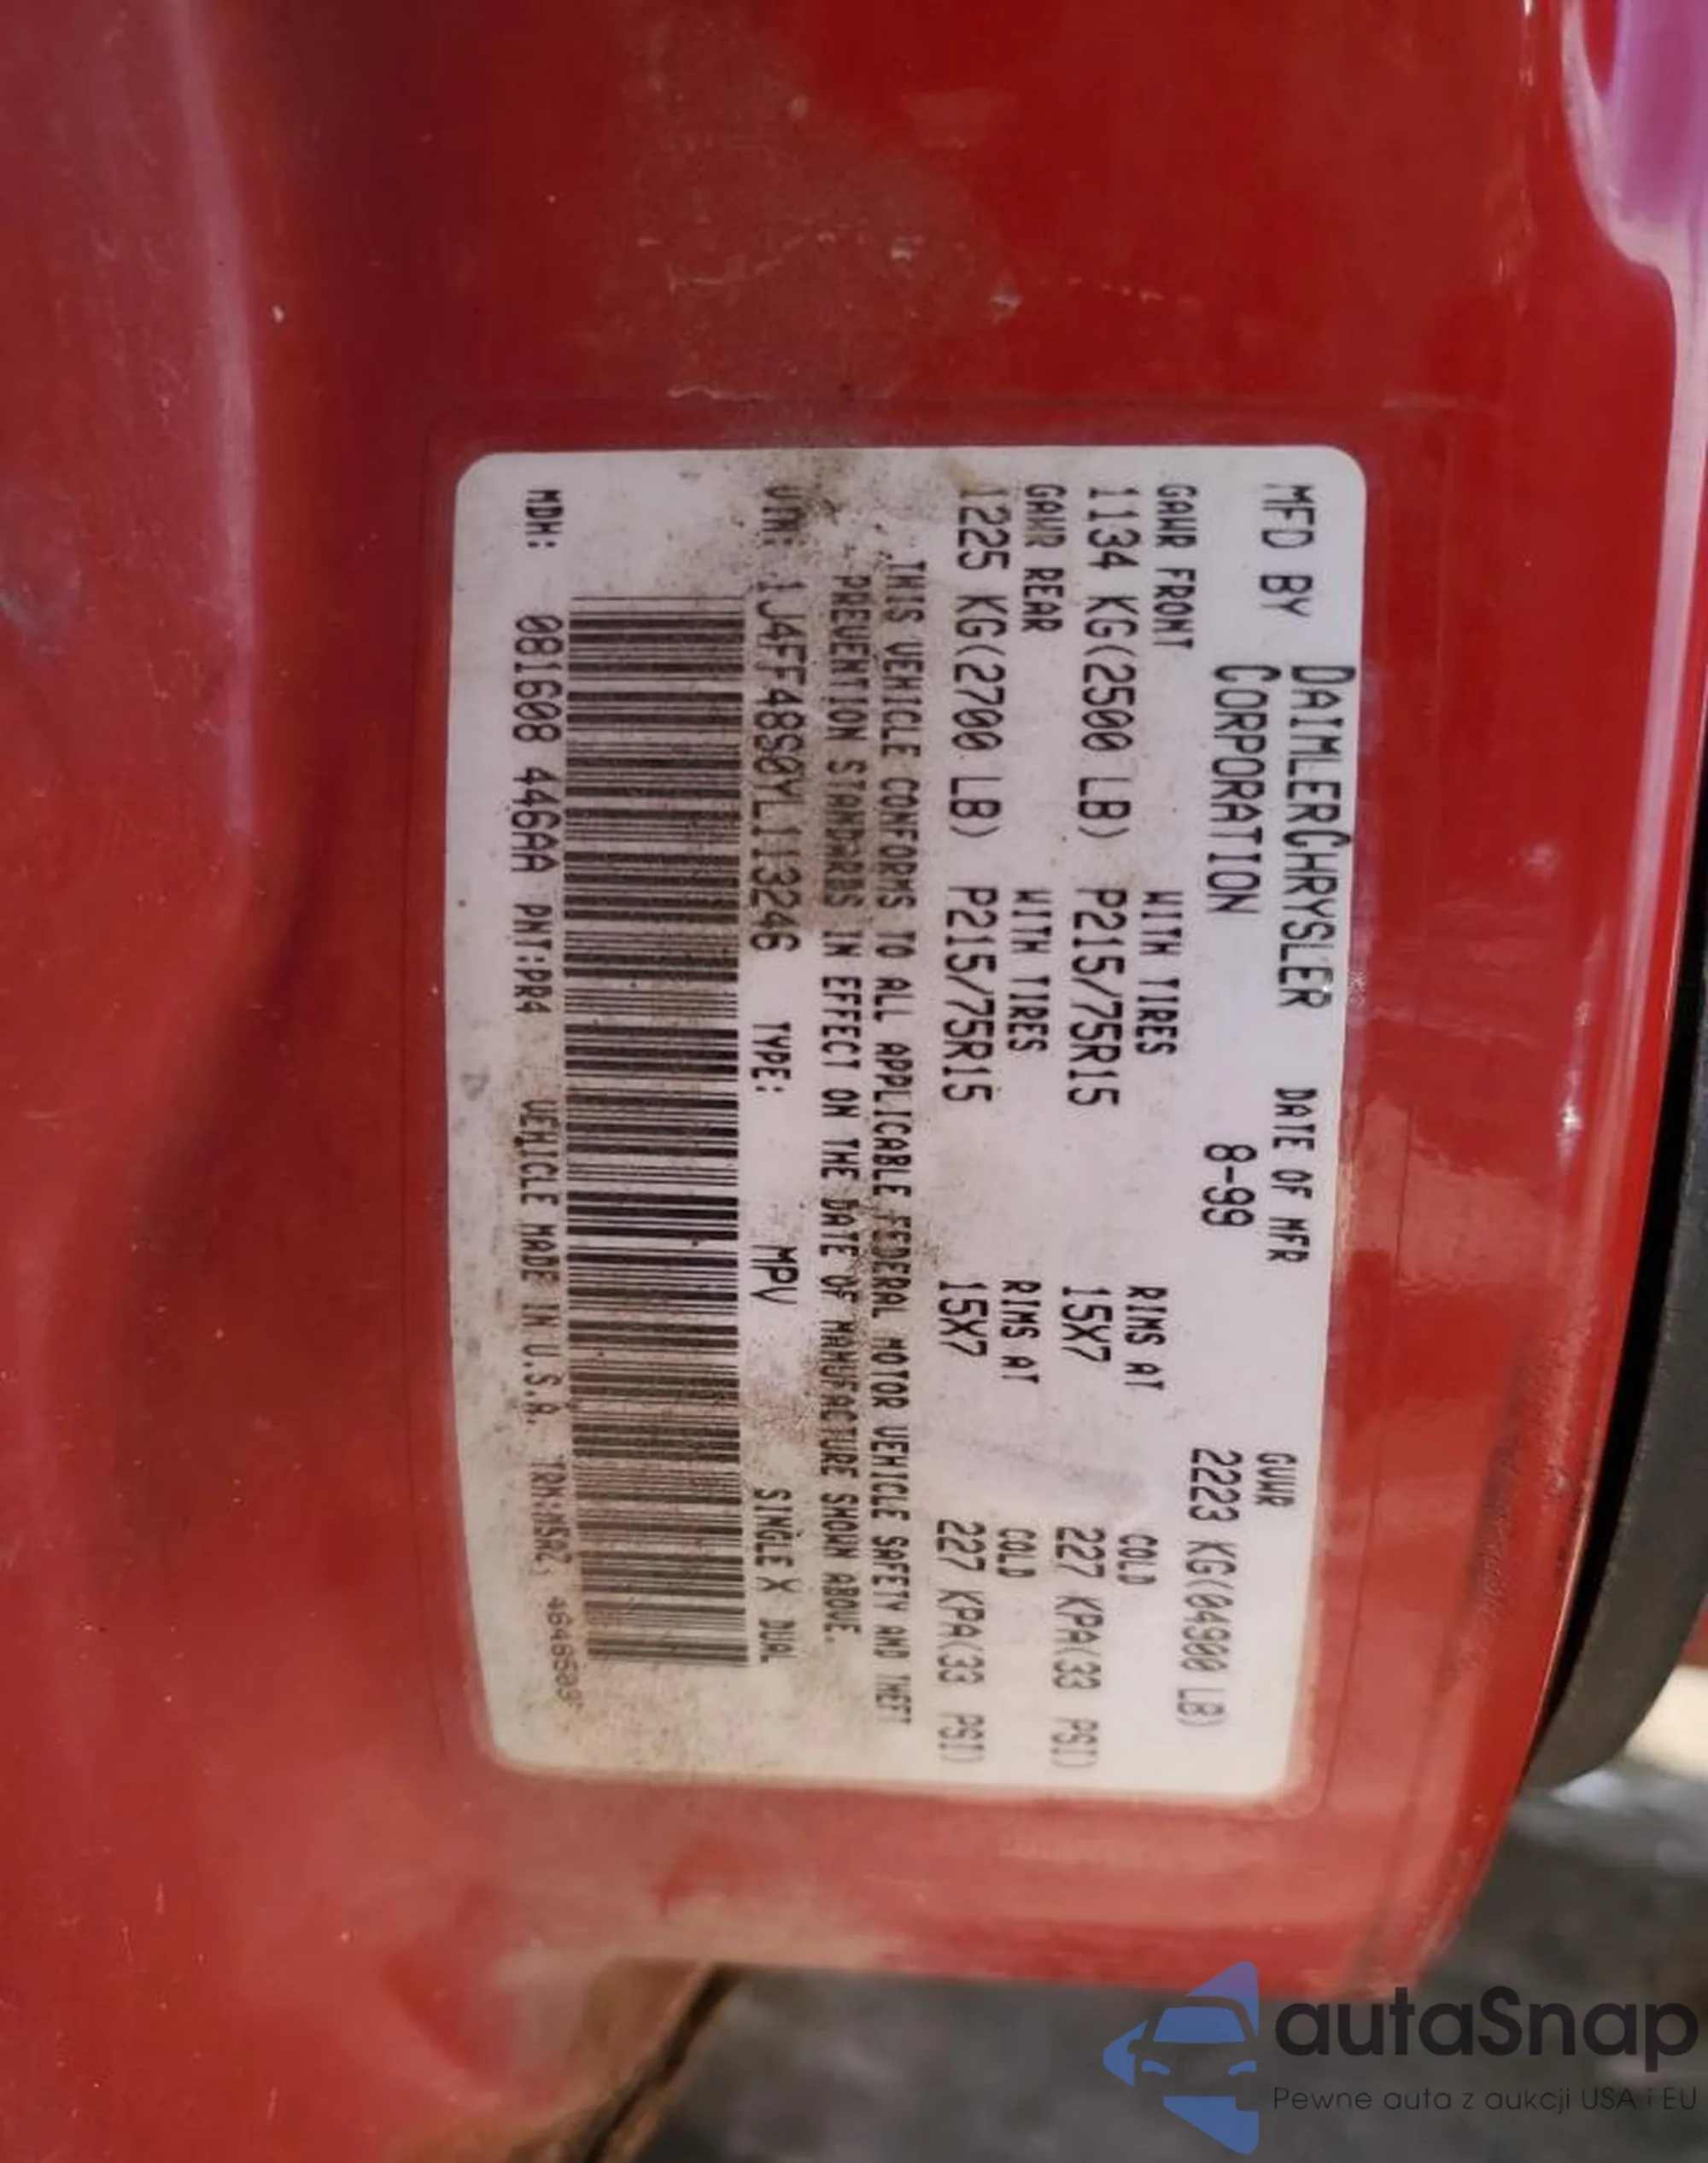 MFD BY DAIMLERCHRYSLER CORPORATION DATE OF MFR 8-99 GVWR 2223 KG(04900 LB)
GAWR FRONT WITH TIRES RIMS AT COLD
1134 KG(2500 LB) P215/75R15 15X7 227 KPA(33 PSI)
GAWR REAR WITH TIRES RIMS AT COLD
1225 KG(2700 LB) P215/75R15 15X7 227 KPA(33 PSI)
THIS VEHICLE CONFORMS TO ALL APPLICABLE FEDERAL MOTOR VEHICLE SAFETY AND THEFT
PREVENTION STANDARDS IN EFFECT ON THE DATE OF MANUFACTURE SHOWN ABOVE.
VIN: 1J4FF48S0YL113246 TYPE: MPV SINGLE X DUAL
MDH: 081608 446AA PNT:PR4 VEHICLE MADE IN U.S.A.
autaSnap
Pewne auta z aukcji USA i EU